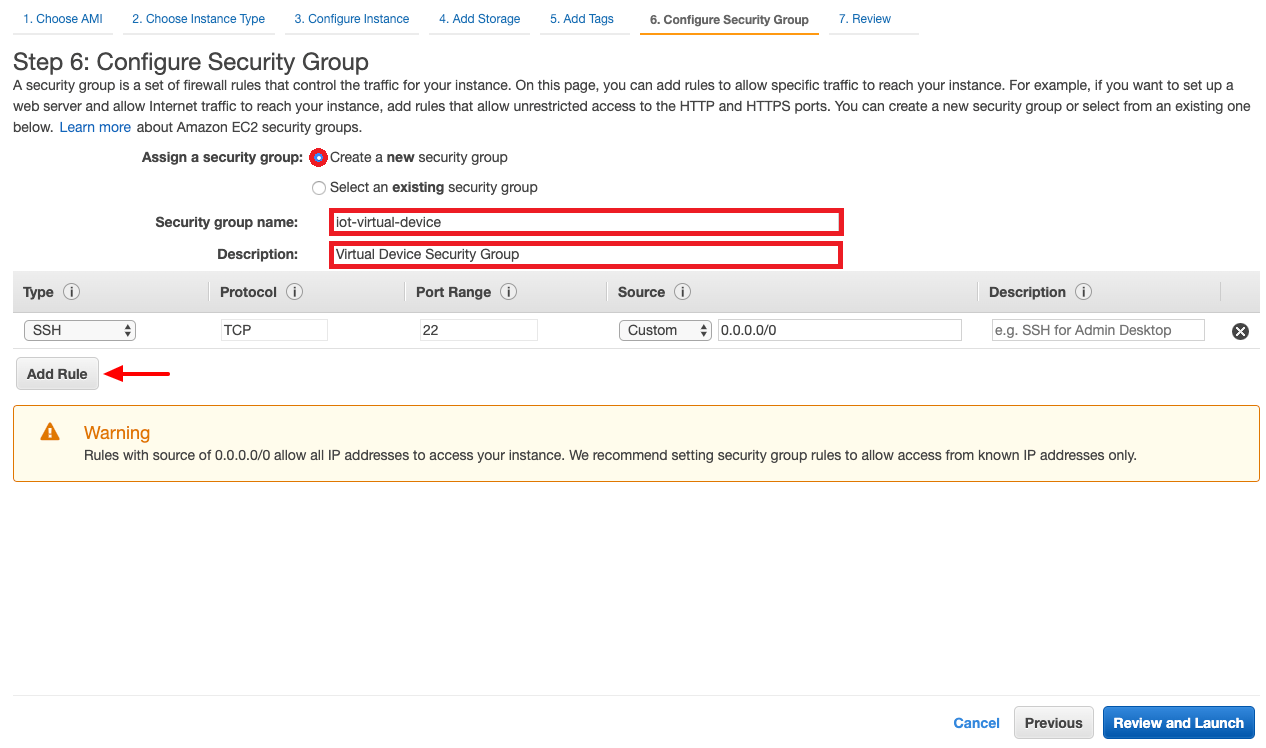 1. Choose AMI 2. Choose Instance Type 3. Configure Instance 4. Add Storage 5. Add Tags 6. Configure Security Group 7. Review
Step 6: Configure Security Group
A security group is a set of firewall rules that control the traffic for your instance. On this page, you can add rules to allow specific traffic to reach your instance. For example, if you want to set up a
web server and allow Internet traffic to reach your instance, add rules that allow unrestricted access to the HTTP and HTTPS ports. You can create a new security group or select from an existing one
below. Learn more about Amazon EC2 security groups.
Assign a security group: Create a new security group
Select an existing security group
Security group name: iot-virtual-device
Description: Virtual Device Security Group
Type i Protocol i Port Range i Source i Description i
SSH TCP 22 Custom 0.0.0.0/0 e.g. SSH for Admin Desktop
Add Rule
Warning
Rules with source of 0.0.0.0/0 allow all IP addresses to access your instance. We recommend setting security group rules to allow access from known IP addresses only.
Cancel Previous Review and Launch